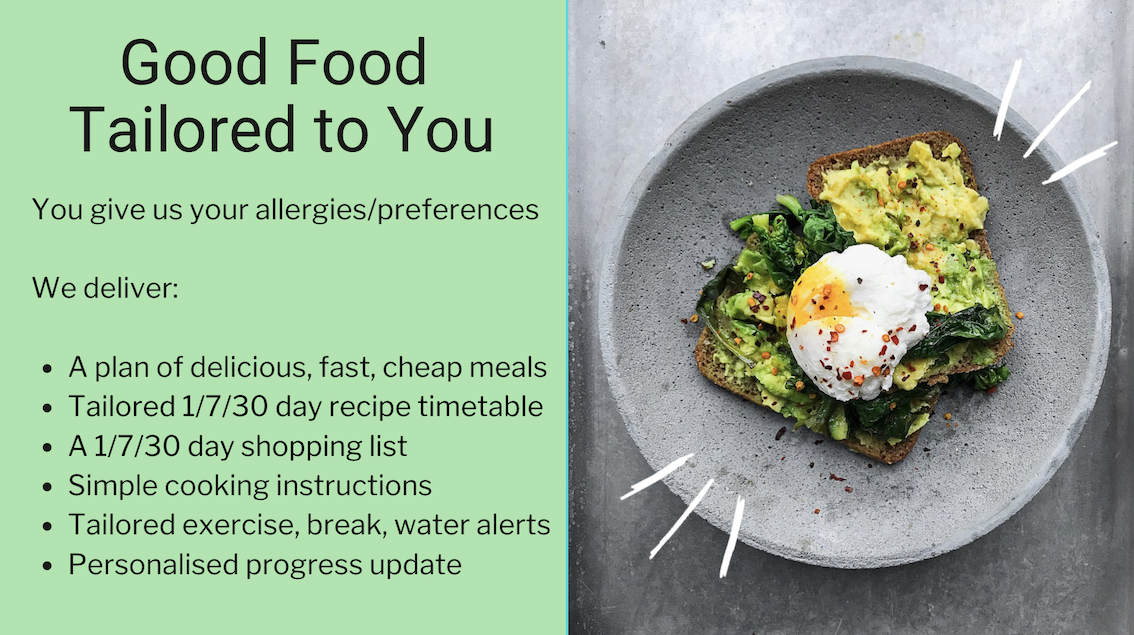 Good Food
Tailored to You
You give us your allergies/preferences
We deliver:
• A plan of delicious, fast, cheap meals
• Tailored 1/7/30 day recipe timetable
• A 1/7/30 day shopping list
• Simple cooking instructions
• Tailored exercise, break, water alerts
• Personalised progress update